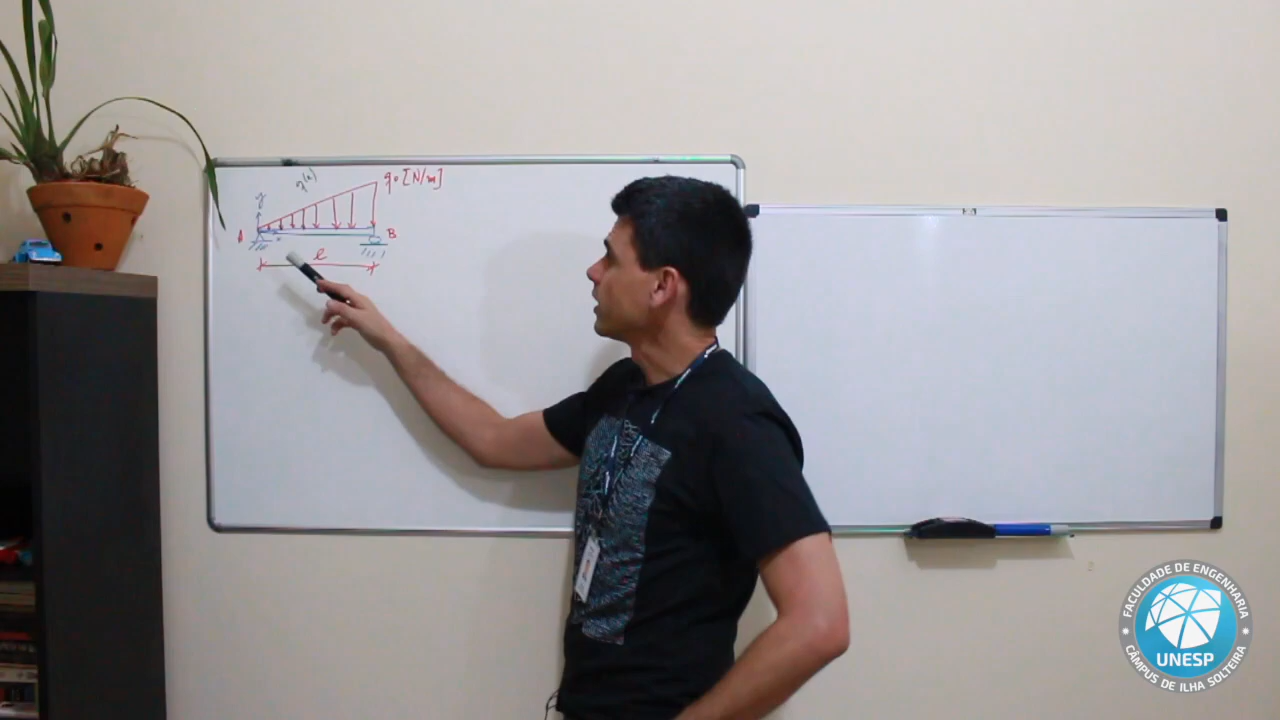 q(x)
q0 [N/m]
y
A
x
B
l
FACULDADE DE ENGENHARIA
UNESP
CÂMPUS DE ILHA SOLTEIRA